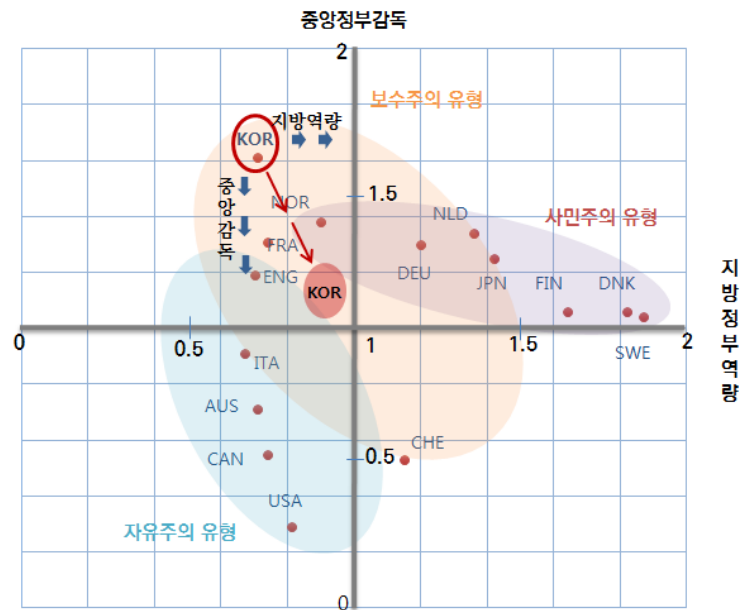 중앙정부감독
2
보수주의 유형
지방역량
KOR
중앙감독
NOR
1.5
NLD
사민주의 유형
FRA
DEU
ENG
KOR
JPN
FIN
DNK
지방정부역량
0
0.5
1
1.5
2
ITA
SWE
AUS
CHE
CAN
0.5
USA
자유주의 유형
0